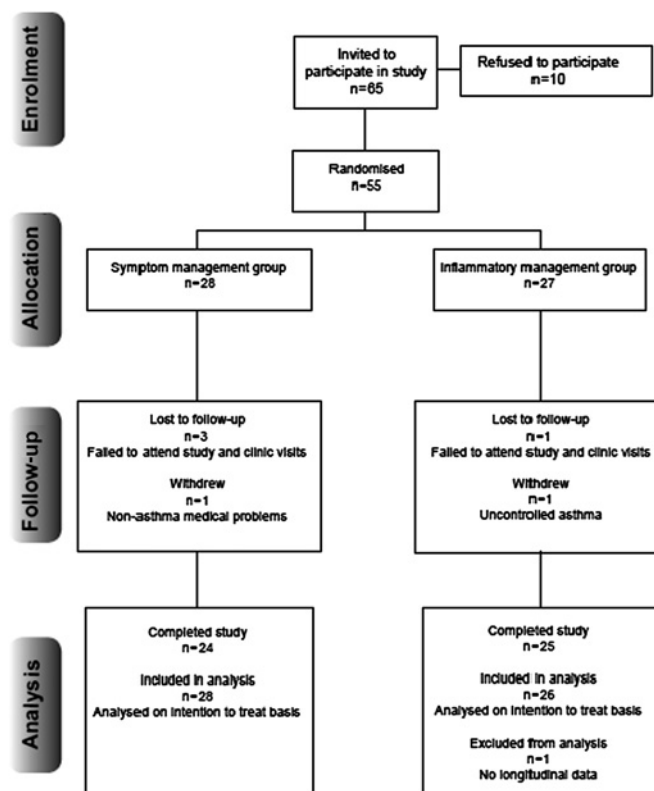 Enrolment
Invited to
participate in study
n=65
Refused to participate
n=10
Randomised
n=55
Allocation
Symptom management group
n=28
Inflammatory management group
n=27
Follow-up
Lost to follow-up
n=3
Failed to attend study and clinic visits
Withdrew
n=1
Non-asthma medical problems
Lost to follow-up
n=1
Failed to attend study and clinic visits
Withdrew
n=1
Uncontrolled asthma
Analysis
Completed study
n=24
Included in analysis
n=28
Analysed on intention to treat basis
Completed study
n=25
Included in analysis
n=26
Analysed on intention to treat basis
Excluded from analysis
n=1
No longitudinal data